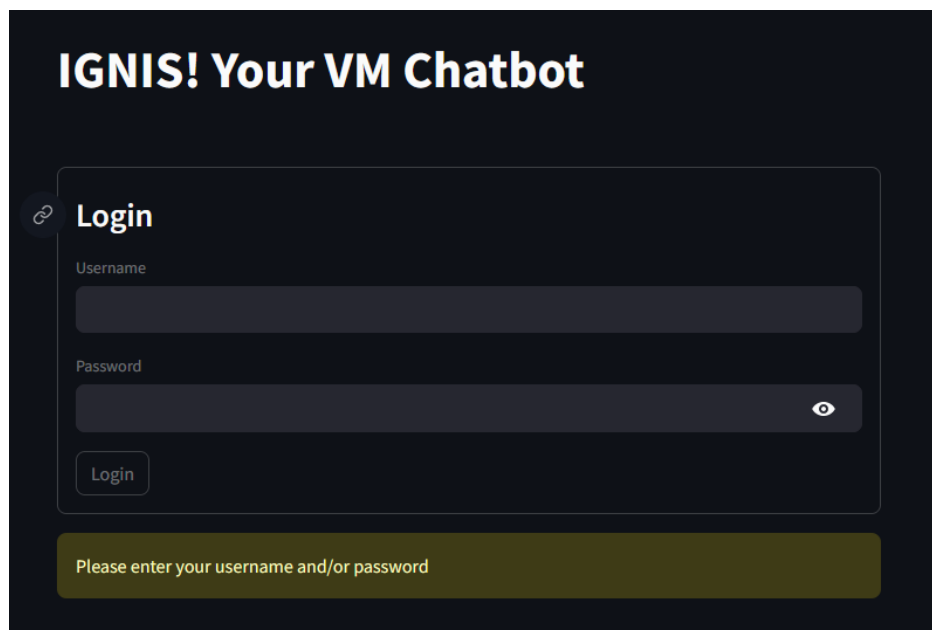 IGNIS! Your VM Chatbot
Login
Username
Password
Login
Please enter your username and/or password